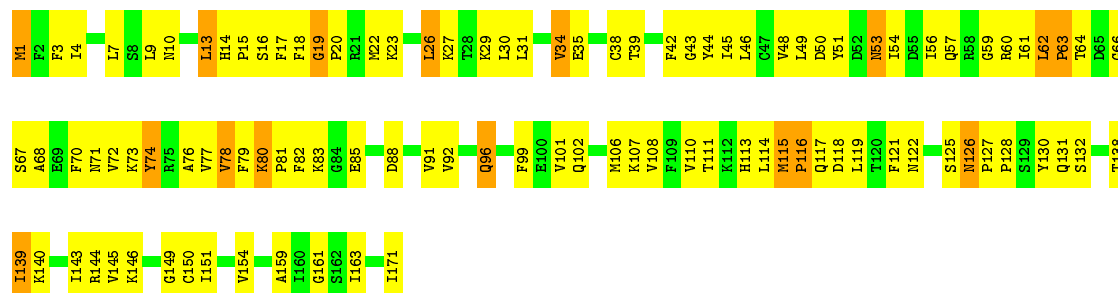 M1 F2 F3 I4 L7 S8 L9 N10 L13 H14 P15 S16 F17 F18 G19 P20 R21 M22 K23 L26 K27 T28 K29 L30 L31 V34 E35 C38 T39 F42 G43 Y44 I45 L46 C47 V48 L49 D50 Y51 D52 N53 I54 D55 I56 Q57 R58 G59 R60 I61 L62 P63 T64 D65
S67 A68 E69 F70 N71 V72 K73 Y74 R75 A76 V77 V78 F79 K80 P81 F82 K83 G84 E85 D88 V91 V92 Q96 F99 E100 V101 Q102 M106 K107 V108 F109 V110 T111 K112 H113 L114 M115 P116 Q117 D118 L119 T120 F121 N122 S125 N126 P127 P128 S129 Y130 Q131 S132 T138
I139 K140 I143 R144 V145 K146 G149 C150 I151 V154 A159 I160 G161 S162 I163 I171